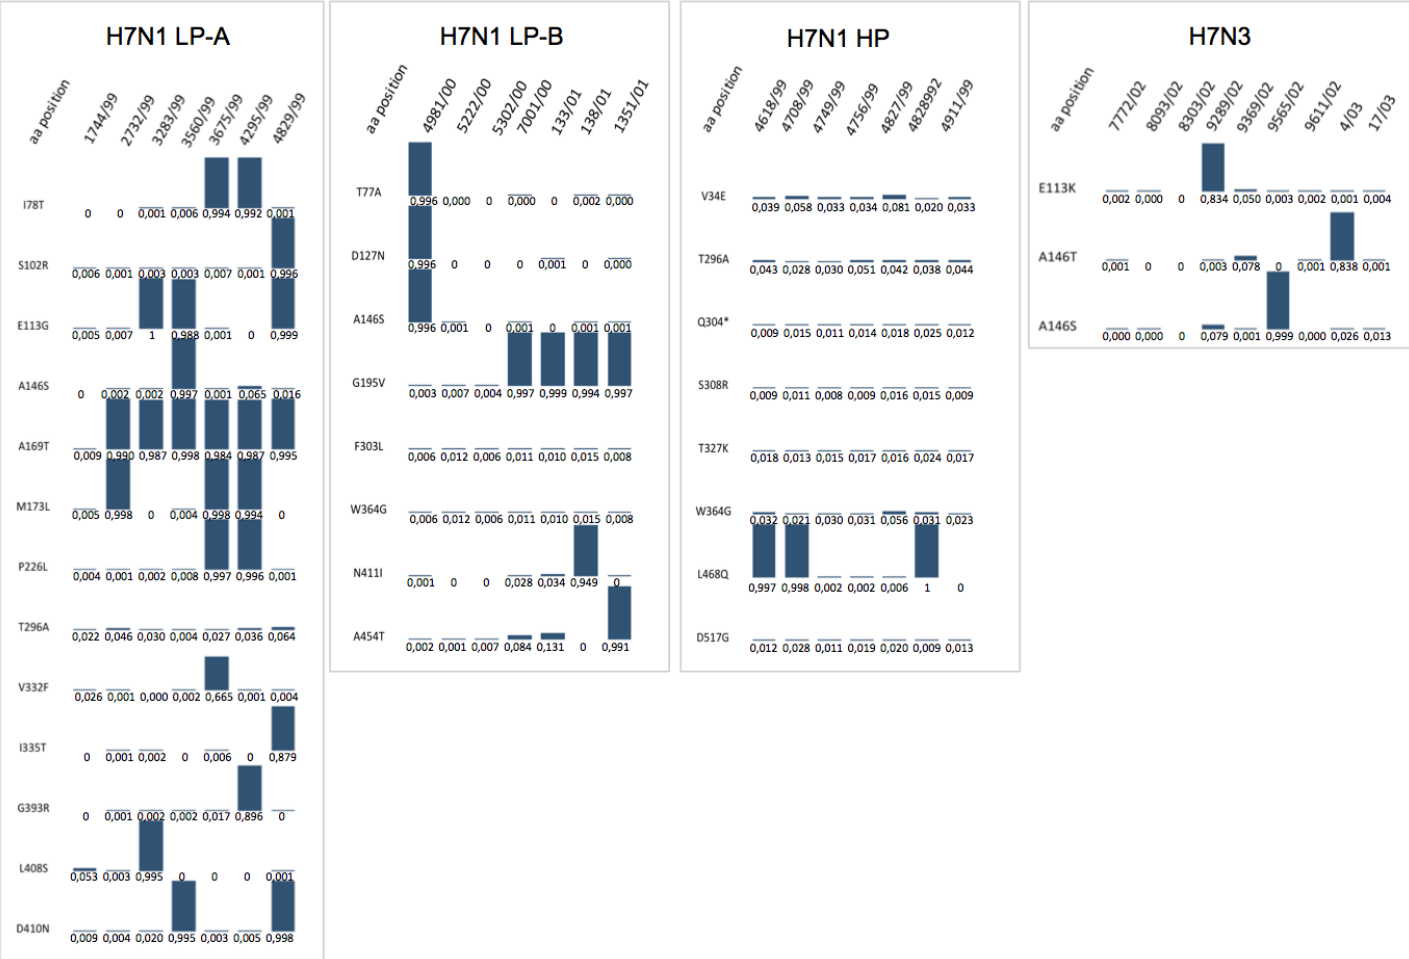 H7N1 LP-A
aa position 1744/99 2732/99 3283/99 3560/99 3675/99 4295/99 4829/99
I78T 0 0 0,001 0,006 0,994 0,992 0,001
S102R 0,006 0,001 0,003 0,003 0,007 0,001 0,996
E113G 0,005 0,007 1 0,988 0,001 0 0,999
A146S 0 0,002 0,002 0,997 0,001 0,065 0,016
A169T 0,009 0,990 0,987 0,998 0,984 0,987 0,995
M173L 0,005 0,998 0 0,004 0,998 0,994 0
P226L 0,004 0,001 0,002 0,008 0,997 0,996 0,001
T296A 0,022 0,046 0,030 0,004 0,027 0,036 0,064
V332F 0,026 0,001 0,000 0,002 0,665 0,001 0,004
I335T 0 0,001 0,002 0 0,006 0 0,879
G393R 0 0,001 0,002 0,002 0,017 0,896 0
L408S 0,053 0,003 0,995 0 0 0 0,001
D410N 0,009 0,004 0,020 0,995 0,003 0,005 0,998
H7N1 LP-B
aa position 4981/00 5222/00 5302/00 7001/00 133/01 138/01 1351/01
T77A 0,996 0,000 0 0,000 0 0,002 0,000
D127N 0,996 0 0 0 0,001 0 0,000
A146S 0,996 0,001 0 0,001 0 0,001 0,001
G195V 0,003 0,007 0,004 0,997 0,999 0,994 0,997
F303L 0,006 0,012 0,006 0,011 0,010 0,015 0,008
W364G 0,006 0,012 0,006 0,011 0,010 0,015 0,008
N411I 0,001 0 0 0,028 0,034 0,949 0
A454T 0,002 0,001 0,007 0,084 0,131 0 0,991
H7N1 HP
aa position 4618/99 4708/99 4749/99 4756/99 4827/99 4828992 4911/99
V34E 0,039 0,058 0,033 0,034 0,081 0,020 0,033
T296A 0,043 0,028 0,030 0,051 0,042 0,038 0,044
Q304* 0,009 0,015 0,011 0,014 0,018 0,025 0,012
S308R 0,009 0,011 0,008 0,009 0,016 0,015 0,009
T327K 0,018 0,013 0,015 0,017 0,016 0,024 0,017
W364G 0,032 0,021 0,030 0,031 0,056 0,031 0,023
L468Q 0,997 0,998 0,002 0,002 0,006 1 0
D517G 0,012 0,028 0,011 0,019 0,020 0,009 0,013
H7N3
aa position 7772/02 8093/02 8303/02 9289/02 9369/02 9565/02 9611/02 4/03 17/03
E113K 0,002 0,000 0 0,834 0,050 0,003 0,002 0,001 0,004
A146T 0,001 0 0 0,003 0,078 0 0,001 0,838 0,001
A146S 0,000 0,000 0 0,079 0,001 0,999 0,000 0,026 0,013